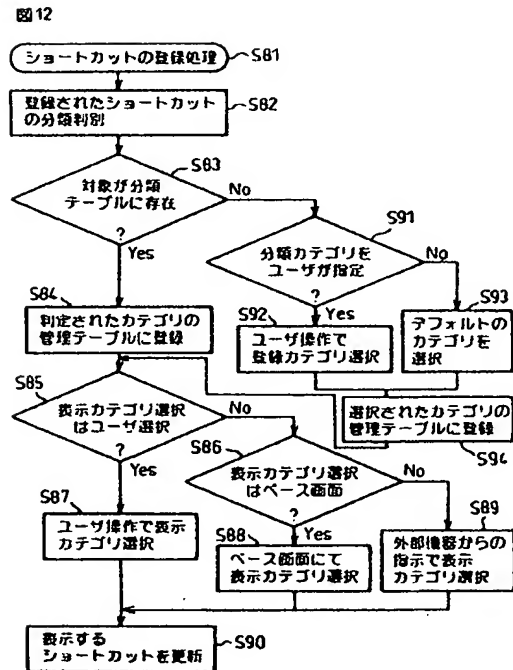 図12
ショートカットの登録処理
S81
登録されたショートカット
の分類判別
S82
対象が分類
テーブルに存在
?
S83
No
Yes
分類カテゴリを
ユーザが指定
?
S91
No
Yes
S84
判定されたカテゴリの
管理テーブルに登録
S92
ユーザ操作で
登録カテゴリ選択
S93
デフォルトの
カテゴリを
選択
選択されたカテゴリの
管理テーブルに登録
S94
S85
表示カテゴリ選択
はユーザ選択
?
No
Yes
S86
表示カテゴリ選択
はベース画面
?
No
Yes
S87
ユーザ操作で表示
カテゴリ選択
S88
ベース画面にて
表示カテゴリ選択
S89
外部機器からの
指示で表示
カテゴリ選択
表示する
ショートカットを更新
S90